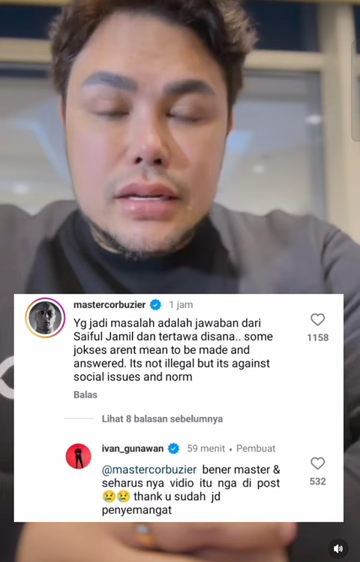 mastercorbuzier 1 jam
Yg jadi masalah adalah jawaban dari
Saiful Jamil dan tertawa disana.. some
jokses arent mean to be made and
answered. Its not illegal but its against
social issues and norm
1158
Balas
Lihat 8 balasan sebelumnya
ivan_gunawan 59 menit • Pembuat
@mastercorbuzier bener master &
seharus nya vidio itu nga di post
😢😢 thank u sudah jd
penyemangat
532